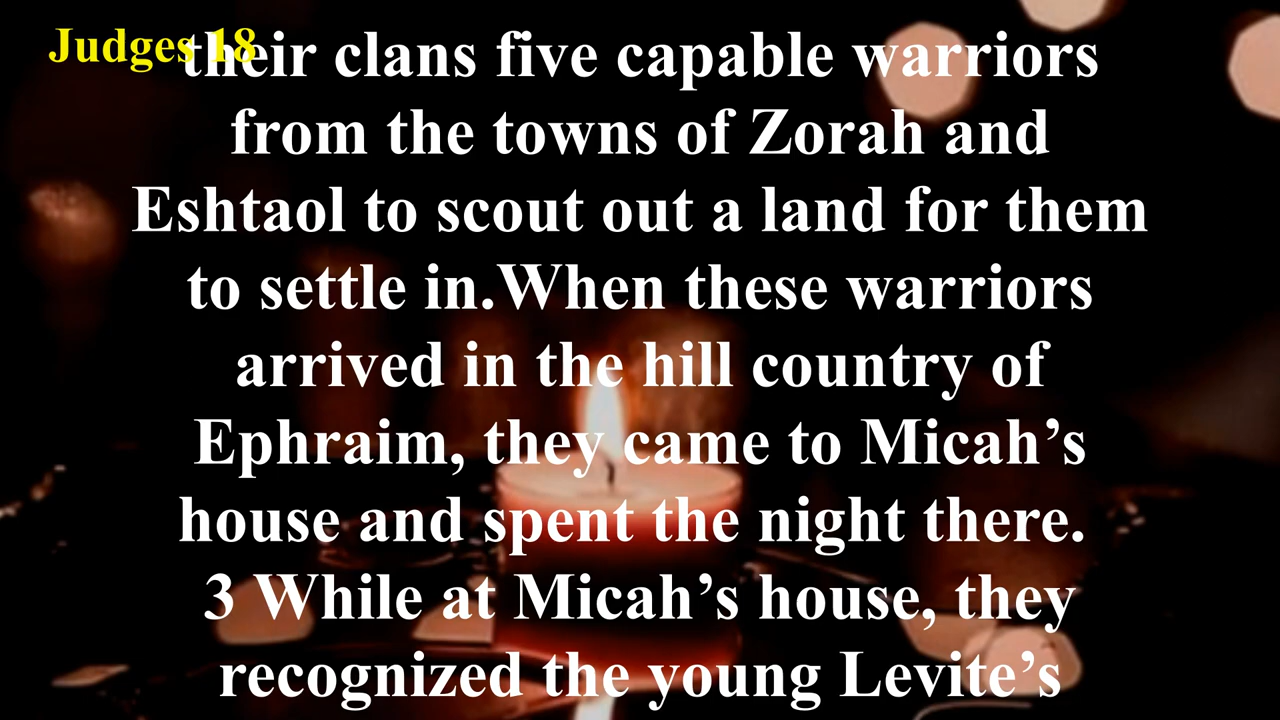 Judges 18
their clans five capable warriors
from the towns of Zorah and
Eshtaol to scout out a land for them
to settle in.When these warriors
arrived in the hill country of
Ephraim, they came to Micah’s
house and spent the night there.
3 While at Micah’s house, they
recognized the young Levite’s